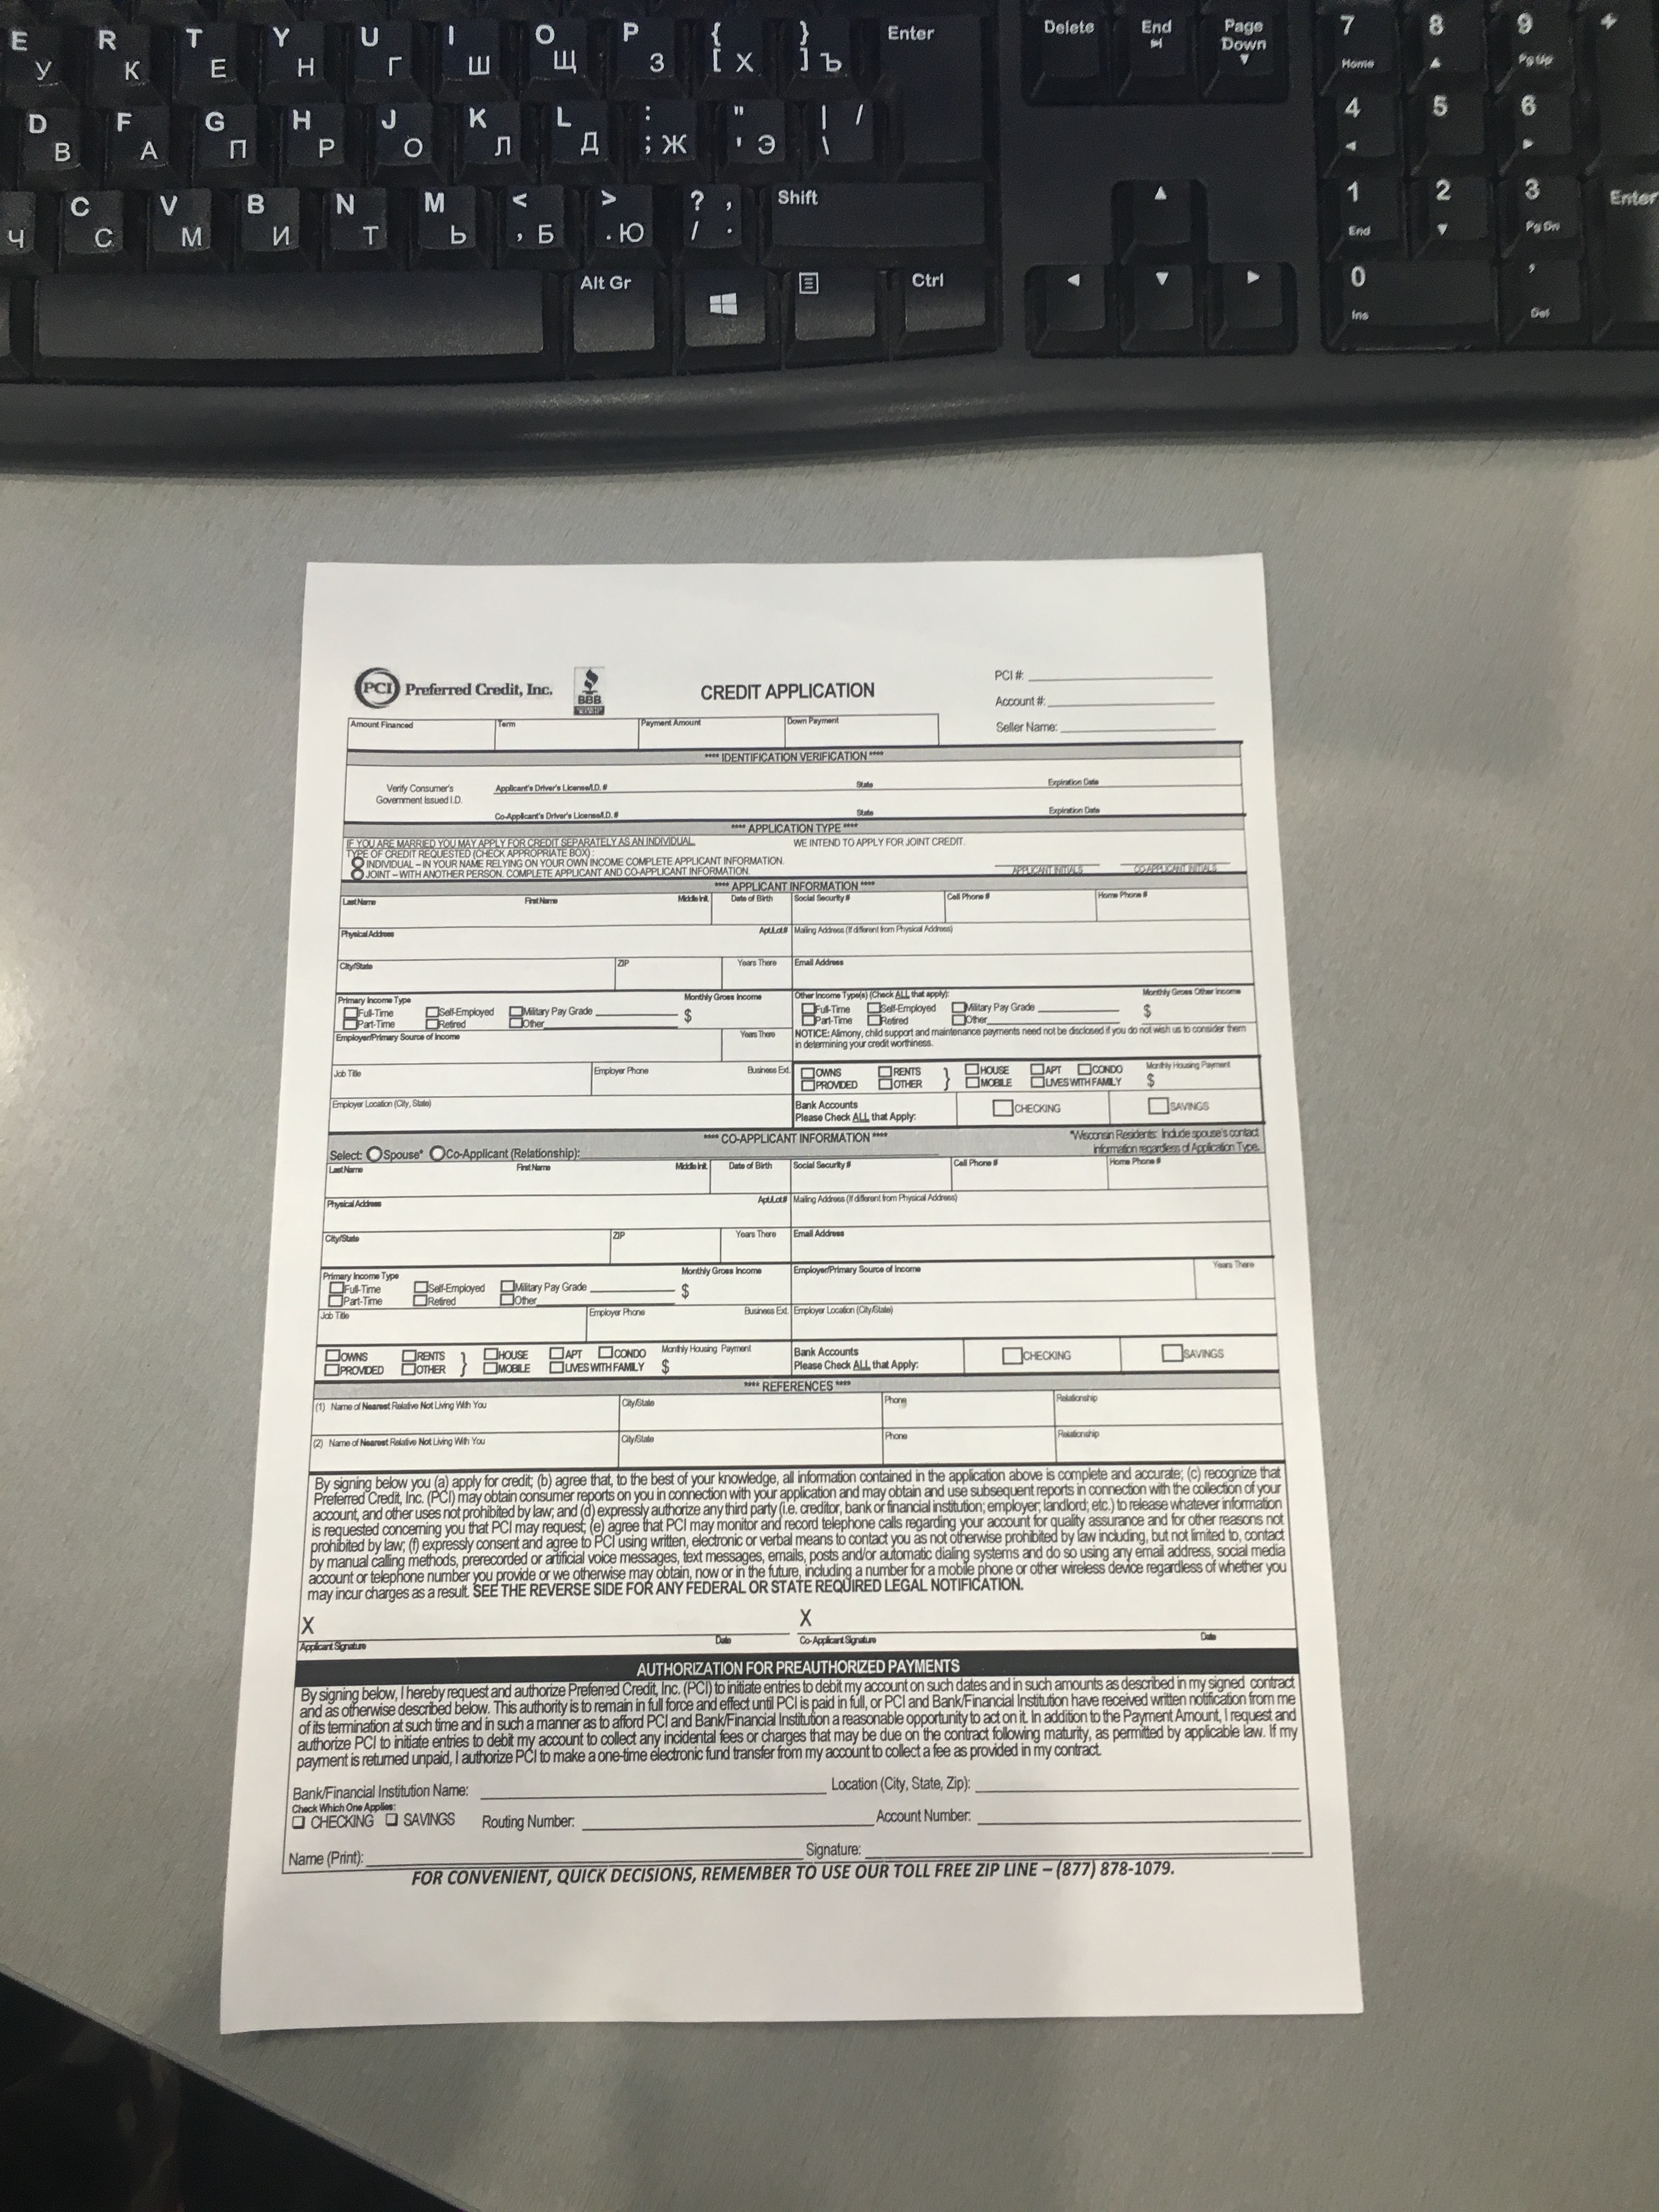 E R T Y U I O P { } Enter Delete End Page Down 7 8 9 +
У К Е Н Г Ш Щ З [ Х ] Ъ Home PgUp
D F G H J K L : " | / 4 5 6
В А П Р О Л Д ; Ж ' Э \
C V B N M < > ? , Shift 1 2 3 Enter
Ч С М И Т Ь , Б . Ю / . End Pg Dn
Alt Gr Ctrl 0 ,
Ins Del
PCI Preferred Credit, Inc. BBB CREDIT APPLICATION PCI #:
Account #:
Seller Name:
Amount Financed Term Payment Amount Down Payment
**** IDENTIFICATION VERIFICATION ****
Verify Consumer's Government Issued I.D.
Applicant's Driver's License/I.D. # State Expiration Date
Co-Applicant's Driver's License/I.D. # State Expiration Date
**** APPLICATION TYPE ****
IF YOU ARE MARRIED YOU MAY APPLY FOR CREDIT SEPARATELY AS AN INDIVIDUAL. WE INTEND TO APPLY FOR JOINT CREDIT.
TYPE OF CREDIT REQUESTED (CHECK APPROPRIATE BOX):
INDIVIDUAL – IN YOUR NAME RELYING ON YOUR OWN INCOME COMPLETE APPLICANT INFORMATION.
JOINT – WITH ANOTHER PERSON. COMPLETE APPLICANT AND CO-APPLICANT INFORMATION. APPLICANT INITIALS CO-APPLICANT INITIALS
**** APPLICANT INFORMATION ****
Last Name First Name Middle Init. Date of Birth Social Security # Cell Phone # Home Phone #
Physical Address Apt/Lot# Mailing Address (If different from Physical Address)
City/State ZIP Years There Email Address
Primary Income Type Monthly Gross Income Other Income Type(s) (Check ALL that apply): Monthly Gross Other Income
Full-Time Self-Employed Military Pay Grade $ Full-Time Self-Employed Military Pay Grade $
Part-Time Retired Other Part-Time Retired Other
Employer/Primary Source of Income Years There NOTICE: Alimony, child support and maintenance payments need not be disclosed if you do not wish us to consider them
in determining your credit worthiness.
Job Title Employer Phone Business Ext. OWNS RENTS } HOUSE APT CONDO Monthly Housing Payment
PROVIDED OTHER MOBILE LIVES WITH FAMILY $
Employer Location (City, State) Bank Accounts
Please Check ALL that Apply: CHECKING SAVINGS
**** CO-APPLICANT INFORMATION **** *Wisconsin Residents: Include spouse's contact
Select: Spouse* Co-Applicant (Relationship): information regardless of Application Type.
Last Name First Name Middle Init. Date of Birth Social Security # Cell Phone # Home Phone #
Physical Address Apt/Lot# Mailing Address (If different from Physical Address)
City/State ZIP Years There Email Address
Primary Income Type Monthly Gross Income Employer/Primary Source of Income Years There
Full-Time Self-Employed Military Pay Grade $
Part-Time Retired Other
Job Title Employer Phone Business Ext. Employer Location (City/State)
OWNS RENTS } HOUSE APT CONDO Monthly Housing Payment Bank Accounts
PROVIDED OTHER MOBILE LIVES WITH FAMILY $ Please Check ALL that Apply: CHECKING SAVINGS
**** REFERENCES ****
(1) Name of Nearest Relative Not Living With You City/State Phone Relationship
(2) Name of Nearest Relative Not Living With You City/State Phone Relationship
By signing below you (a) apply for credit; (b) agree that, to the best of your knowledge, all information contained in the application above is complete and accurate; (c) recognize that
Preferred Credit, Inc. (PCI) may obtain consumer reports on you in connection with your application and may obtain and use subsequent reports in connection with the collection of your
account, and other uses not prohibited by law; and (d) expressly authorize any third party (i.e. creditor, bank or financial institution; employer; landlord; etc.) to release whatever information
is requested concerning you that PCI may request; (e) agree that PCI may monitor and record telephone calls regarding your account for quality assurance and for other reasons not
prohibited by law; (f) expressly consent and agree to PCI using written, electronic or verbal means to contact you as not otherwise prohibited by law including, but not limited to, contact
by manual calling methods, prerecorded or artificial voice messages, text messages, emails, posts and/or automatic dialing systems and do so using any email address, social media
account or telephone number you provide or we otherwise may obtain, now or in the future, including a number for a mobile phone or other wireless device regardless of whether you
may incur charges as a result. SEE THE REVERSE SIDE FOR ANY FEDERAL OR STATE REQUIRED LEGAL NOTIFICATION.
X X
Applicant Signature Date Co-Applicant Signature Date
AUTHORIZATION FOR PREAUTHORIZED PAYMENTS
By signing below, I hereby request and authorize Preferred Credit, Inc. (PCI) to initiate entries to debit my account on such dates and in such amounts as described in my signed contract
and as otherwise described below. This authority is to remain in full force and effect until PCI is paid in full, or PCI and Bank/Financial Institution have received written notification from me
of its termination at such time and in such a manner as to afford PCI and Bank/Financial Institution a reasonable opportunity to act on it. In addition to the Payment Amount, I request and
authorize PCI to initiate entries to debit my account to collect any incidental fees or charges that may be due on the contract following maturity, as permitted by applicable law. If my
payment is returned unpaid, I authorize PCI to make a one-time electronic fund transfer from my account to collect a fee as provided in my contract.
Bank/Financial Institution Name: Location (City, State, Zip):
Check Which One Applies:
CHECKING SAVINGS Routing Number: Account Number:
Name (Print): Signature:
FOR CONVENIENT, QUICK DECISIONS, REMEMBER TO USE OUR TOLL FREE ZIP LINE – (877) 878-1079.